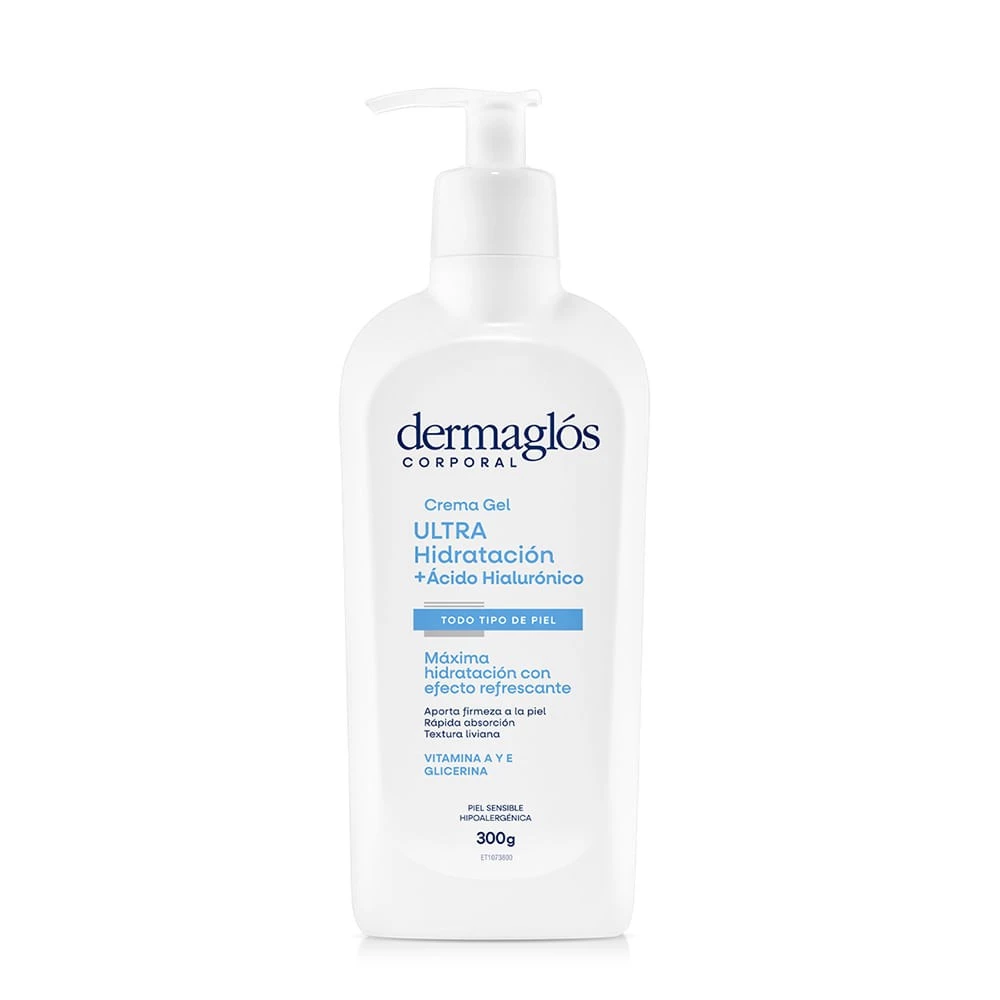 dermaglós
CORPORAL
Crema Gel
ULTRA
Hidratación
+Ácido Hialurónico
TODO TIPO DE PIEL
Máxima
hidratación con
efecto refrescante
Aporta firmeza a la piel
Rápida absorción
Textura liviana
VITAMINA A Y E
GLICERINA
PIEL SENSIBLE
HIPOALERGÉNICA
300g
ET1073800